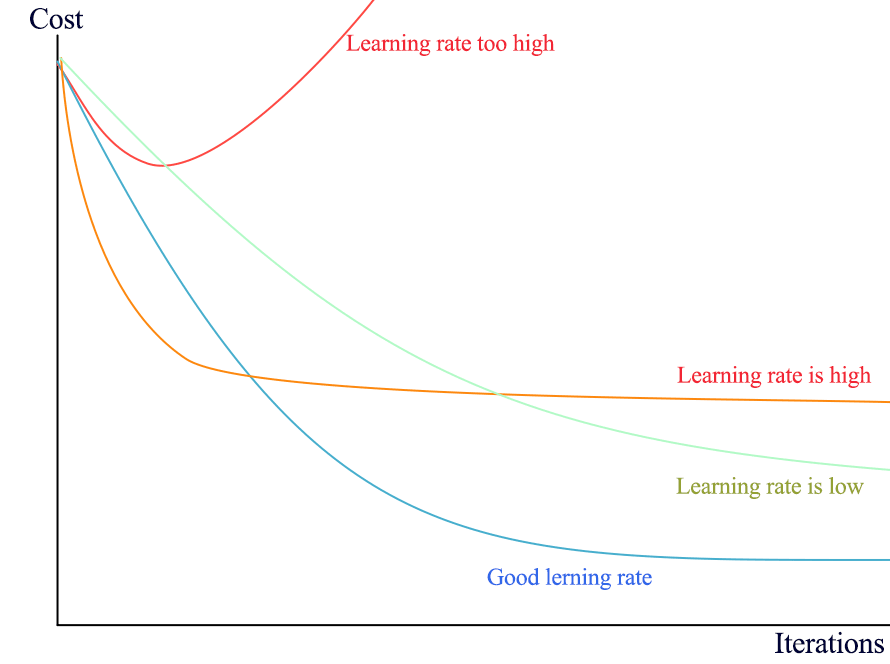 Cost
Learning rate too high
Learning rate is high
Learning rate is low
Good lerning rate
Iterations